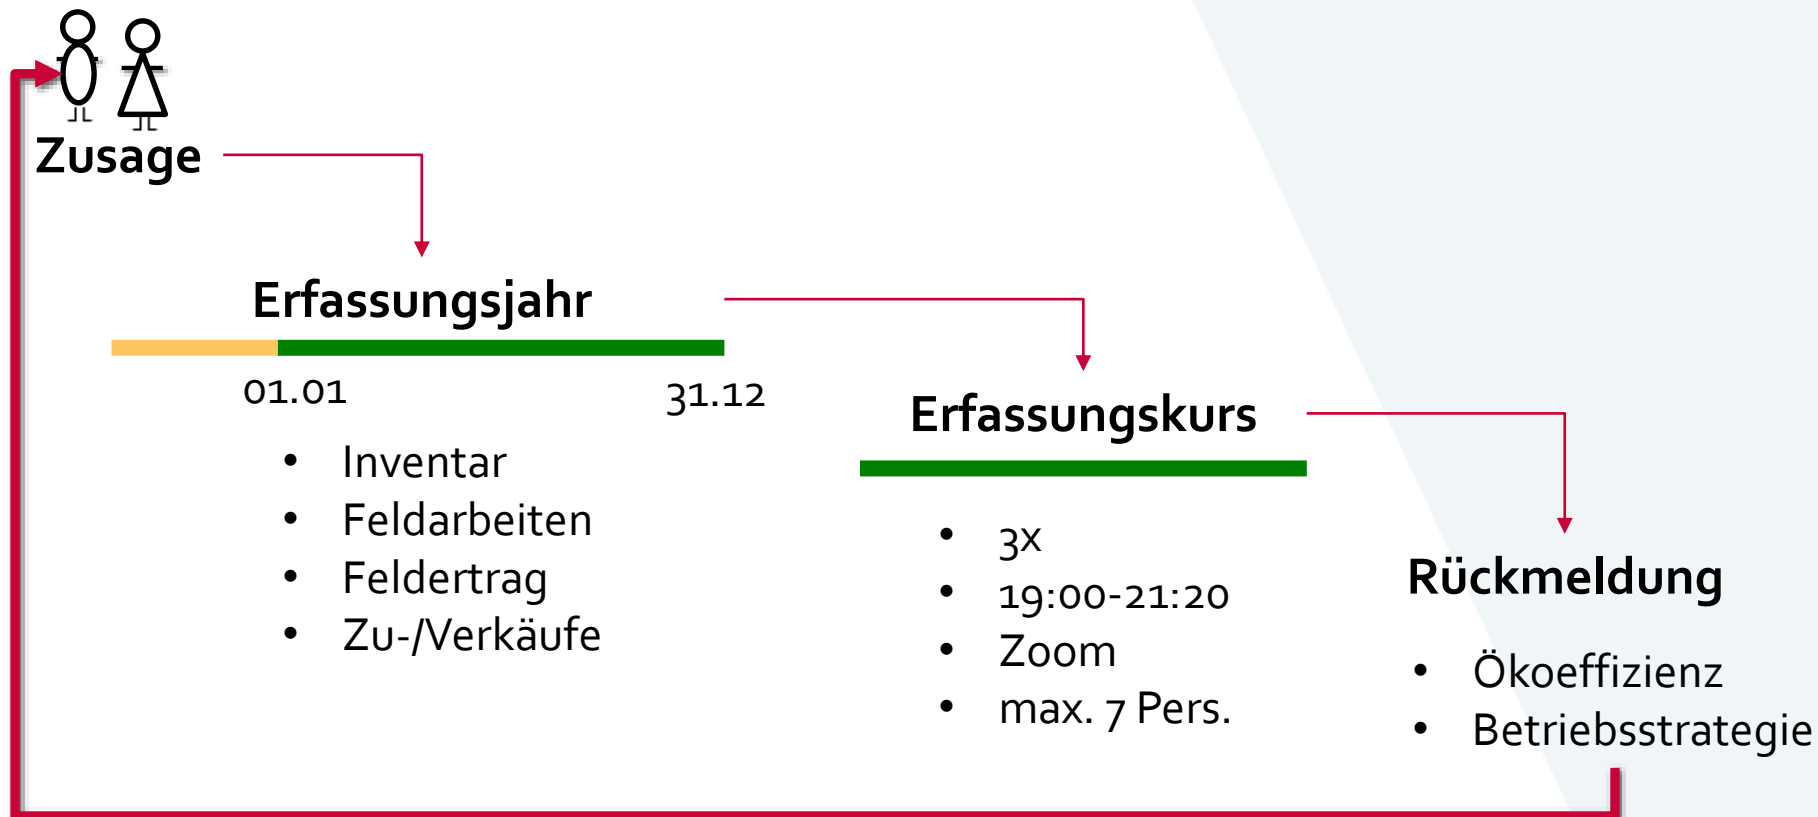 Zusage
Erfassungsjahr
01.01
31.12
• Inventar
• Feldarbeiten
• Feldertrag
• Zu-/Verkäufe
Erfassungskurs
• 3x
• 19:00-21:20
• Zoom
• max. 7 Pers.
Rückmeldung
• Ökoeffizienz
• Betriebsstrategie